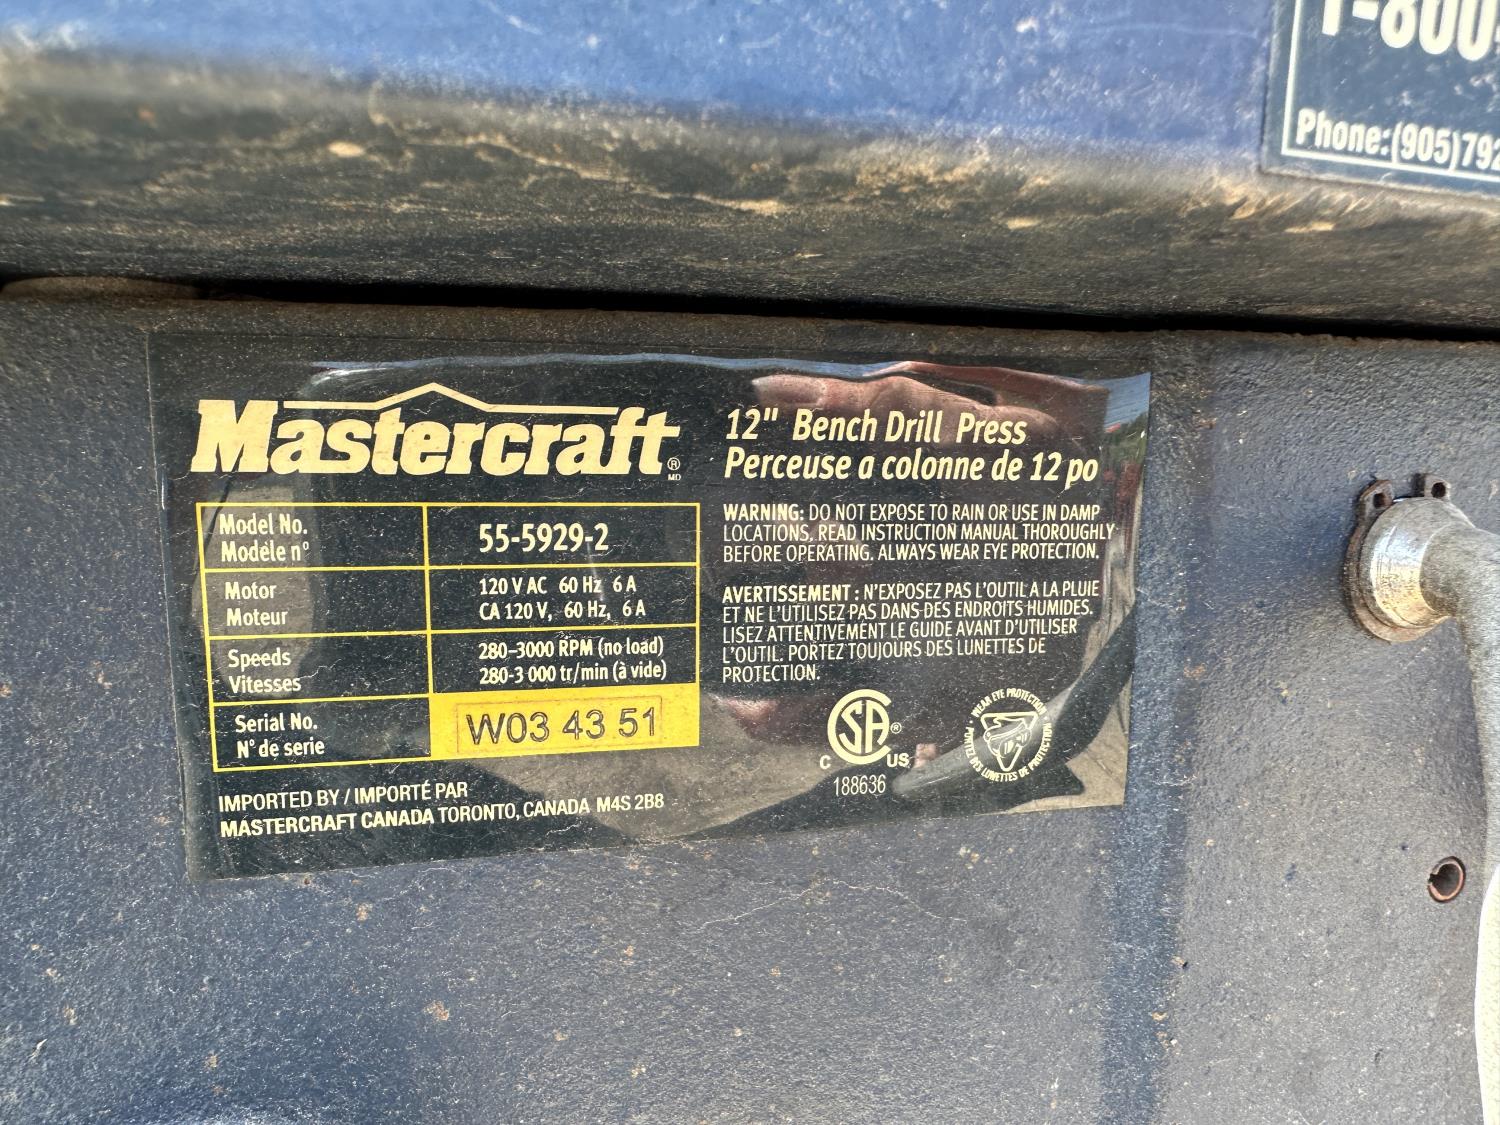 1-800
Phone:(905)792
Mastercraft®
MD
12" Bench Drill Press
Perceuse a colonne de 12 po
Model No.
Modèle nº
55-5929-2
Motor
Moteur
120 V AC 60 Hz 6 A
CA 120 V, 60 Hz, 6 A
Speeds
Vitesses
280-3000 RPM (no load)
280-3 000 tr/min (à vide)
Serial No.
Nº de serie
W03 43 51
IMPORTED BY / IMPORTÉ PAR
MASTERCRAFT CANADA TORONTO, CANADA M4S 2B8
WARNING: DO NOT EXPOSE TO RAIN OR USE IN DAMP
LOCATIONS, READ INSTRUCTION MANUAL THOROUGHLY
BEFORE OPERATING. ALWAYS WEAR EYE PROTECTION.
AVERTISSEMENT : N'EXPOSEZ PAS L'OUTIL A LA PLUIE
ET NE L'UTILISEZ PAS DANS DES ENDROITS HUMIDES.
LISEZ ATTENTIVEMENT LE GUIDE AVANT D'UTILISER
L'OUTIL. PORTEZ TOUJOURS DES LUNETTES DE
PROTECTION.
C SA ® US
188636
WEAR EYE PROTECTION
PORTEZ DES LUNETTES DE PROTECTION